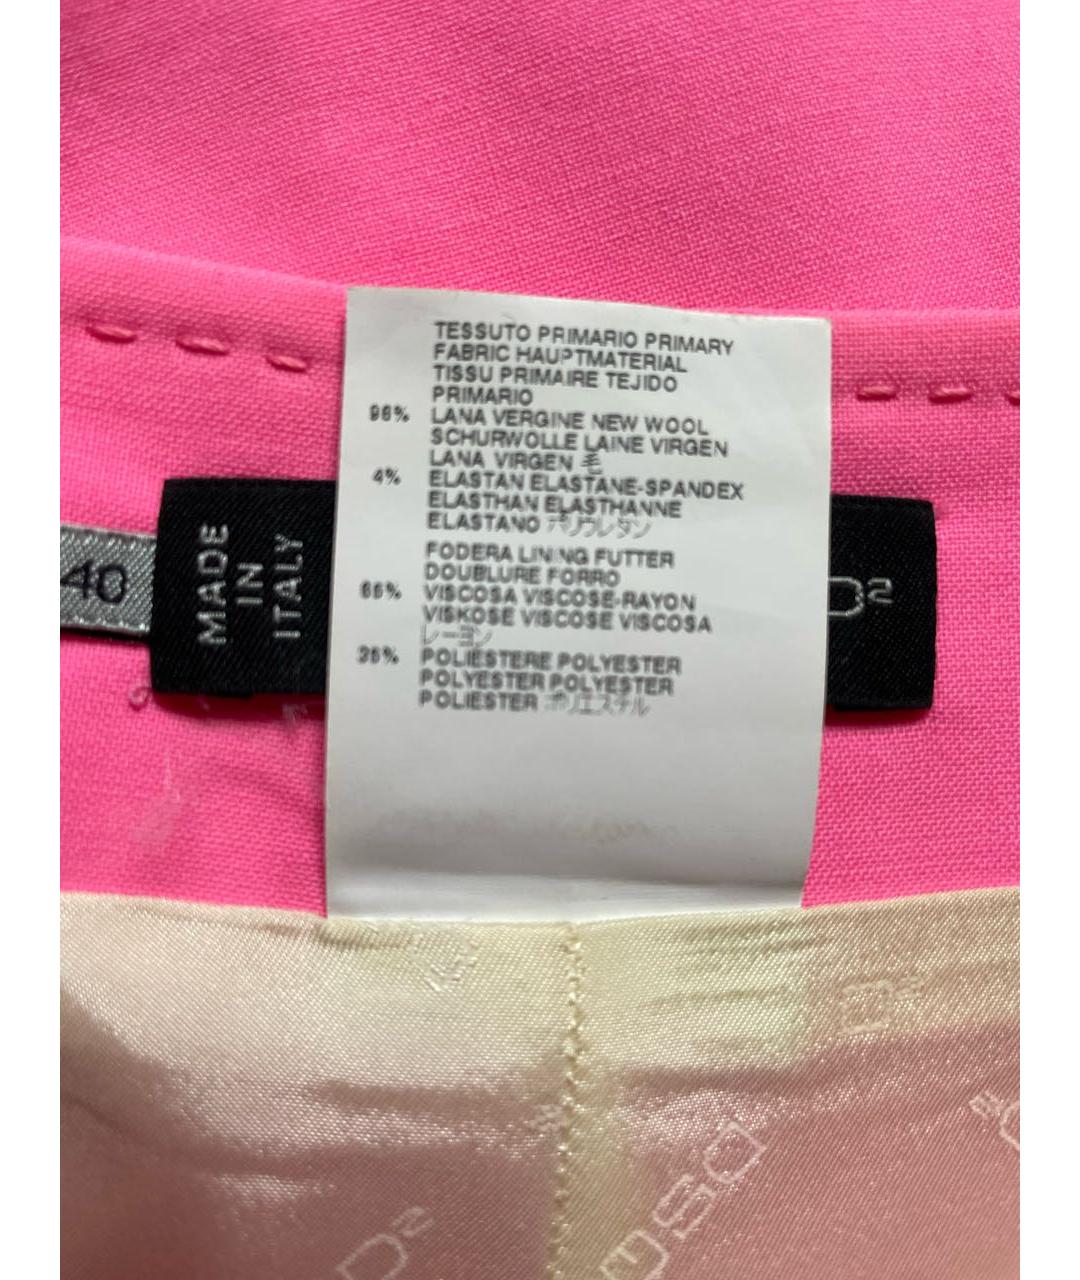 TESSUTO PRIMARIO PRIMARY
FABRIC HAUPTMATERIAL
TISSU PRIMAIRE TEJIDO
PRIMARIO
96% LANA VERGINE NEW WOOL
SCHURWOLLE LAINE VIRGEN
LANA VIRGEN 毛
4% ELASTAN ELASTANE-SPANDEX
ELASTHAN ELASTHANNE
ELASTANO ポリウレタン
FODERA LINING FUTTER
DOUBLURE FORRO
VISCOSA VISCOSE-RAYON
VISKOSE VISCOSE VISCOSA
レーヨン
POLIESTERE POLYESTER
POLYESTER POLYESTER
POLIESTER ポリエステル
40
MADE
IN
ITALY
D²
D²
D²